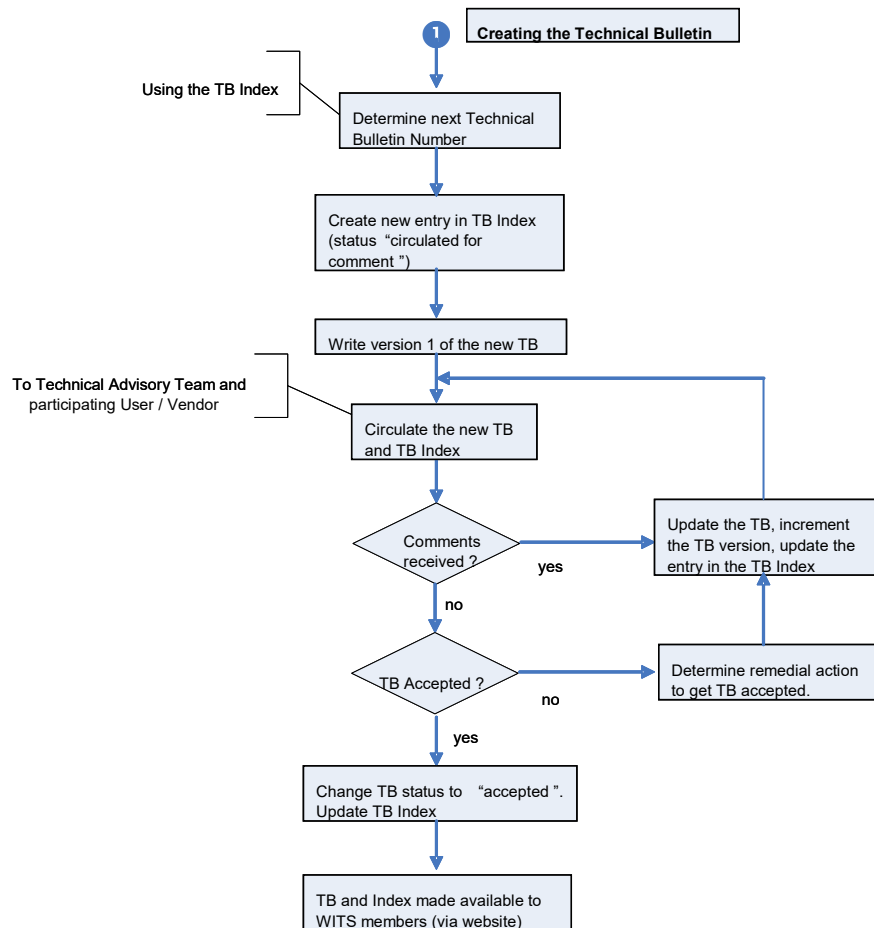 1
Creating the Technical Bulletin
Using the TB Index
Determine next Technical
Bulletin Number
Create new entry in TB Index
(status “circulated for
comment ”)
Write version 1 of the new TB
To Technical Advisory Team and
participating User / Vendor
Circulate the new TB
and TB Index
Comments
received ?
yes
Update the TB, increment
the TB version, update the
entry in the TB Index
no
TB Accepted ?
no
Determine remedial action
to get TB accepted.
yes
Change TB status to “accepted ”.
Update TB Index
TB and Index made available to
WITS members (via website)